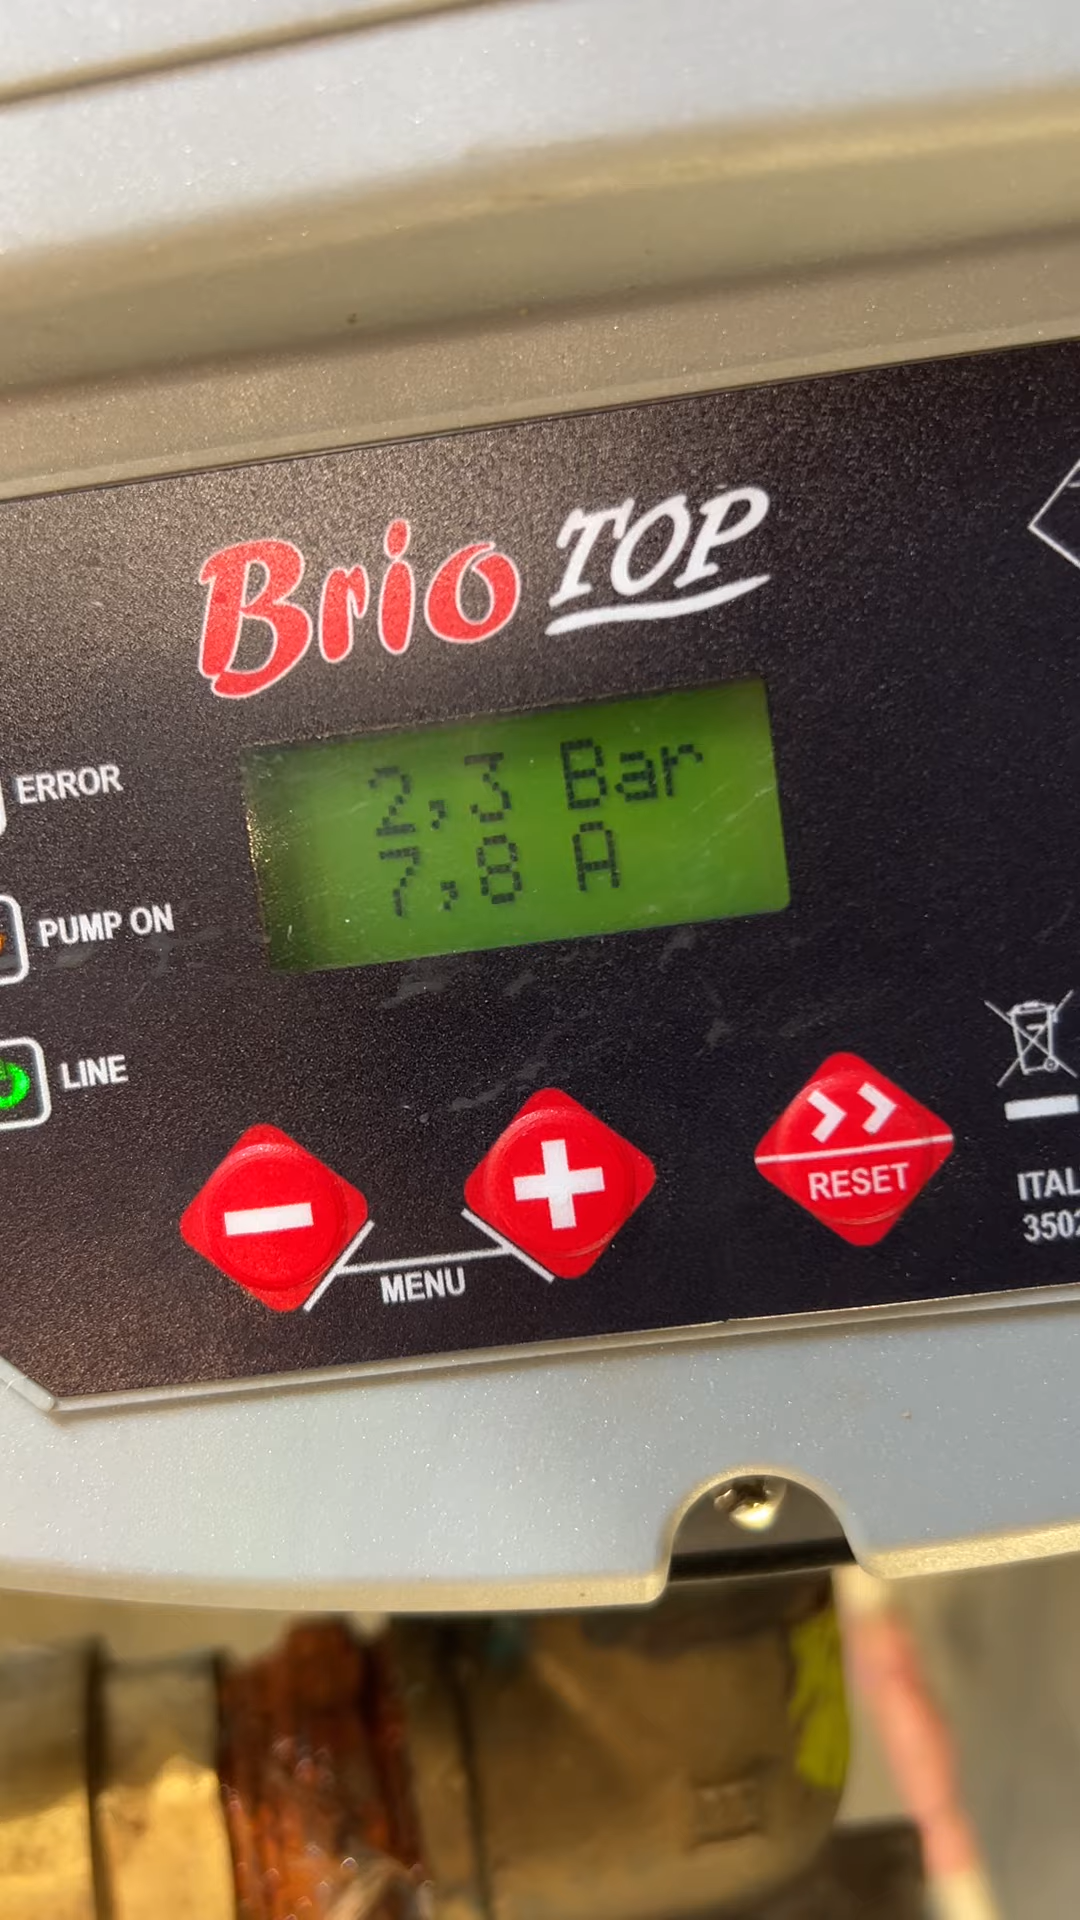 Brio TOP
2,3 Bar
7,8 A
ERROR
PUMP ON
LINE
MENU
>>
RESET